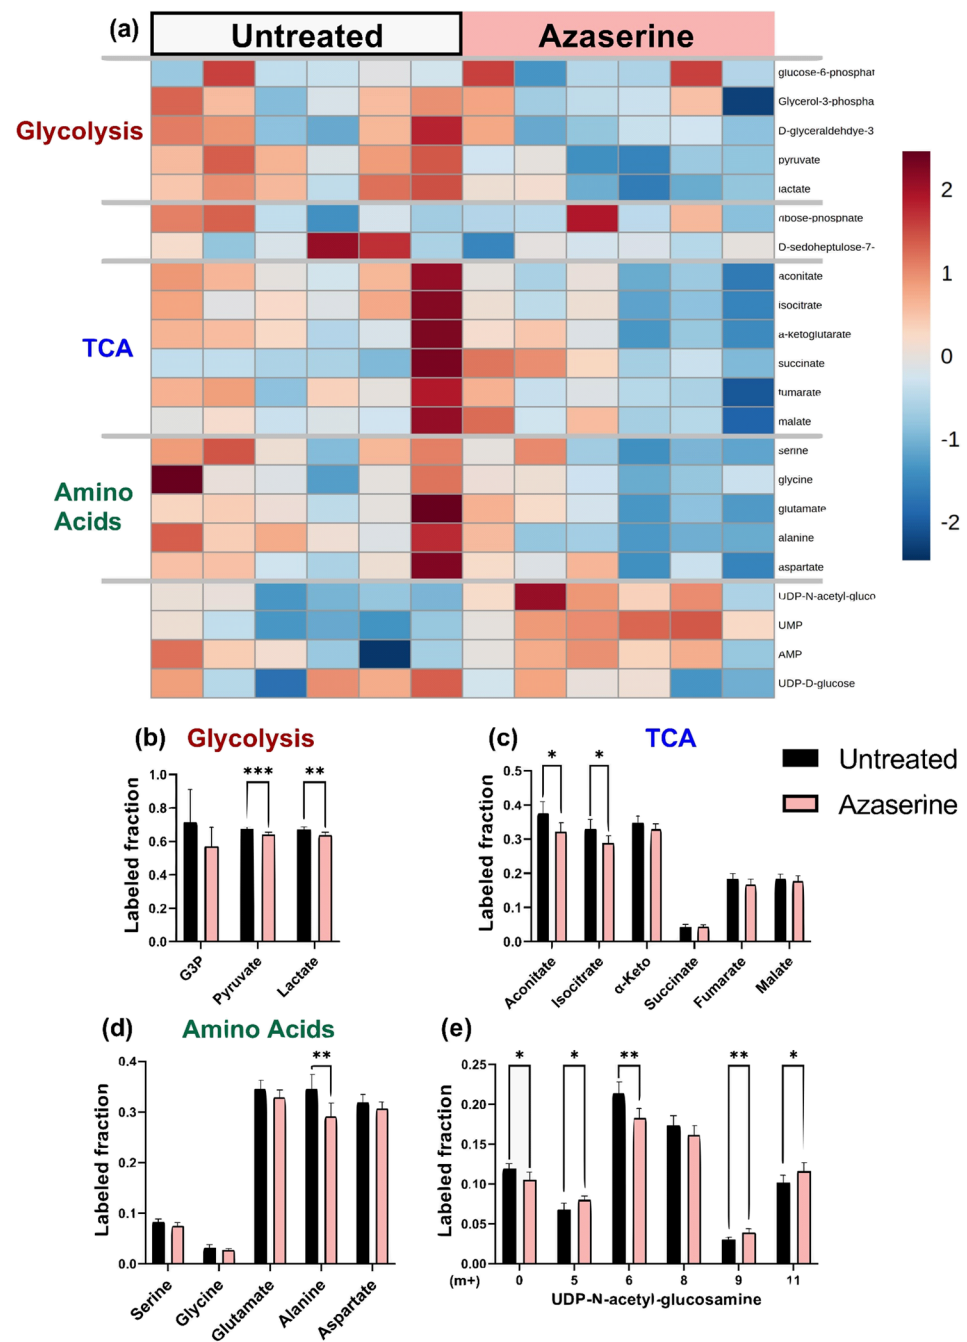 (a) Untreated Azaserine
glucose-6-phosphat
Glycerol-3-phospha
Glycolysis
D-glyceraldehdye-3
pyruvate
lactate
ribose-phosphate
D-sedoheptulose-7-
aconitate
isocitrate
TCA
a-ketoglutarate
succinate
fumarate
malate
serine
Amino
Acids
glycine
glutamate
alanine
aspartate
UDP-N-acetyl-gluco
UMP
AMP
UDP-D-glucose
2
1
0
-1
-2
(b) Glycolysis
Labeled fraction
1.0
0.8
0.6
0.4
0.2
0.0
***
**
G3P
Pyruvate
Lactate
(c) TCA
Labeled fraction
0.5
0.4
0.3
0.2
0.1
0.0
*
*
Aconitate
Isocitrate
α-Keto
Succinate
Fumarate
Malate
Untreated
Azaserine
(d) Amino Acids
Labeled fraction
0.4
0.3
0.2
0.1
0.0
**
Serine
Glycine
Glutamate
Alanine
Aspartate
(e)
Labeled fraction
0.25
0.20
0.15
0.10
0.05
0.00
*
*
**
**
*
(m+) 0 5 6 8 9 11
UDP-N-acetyl-glucosamine